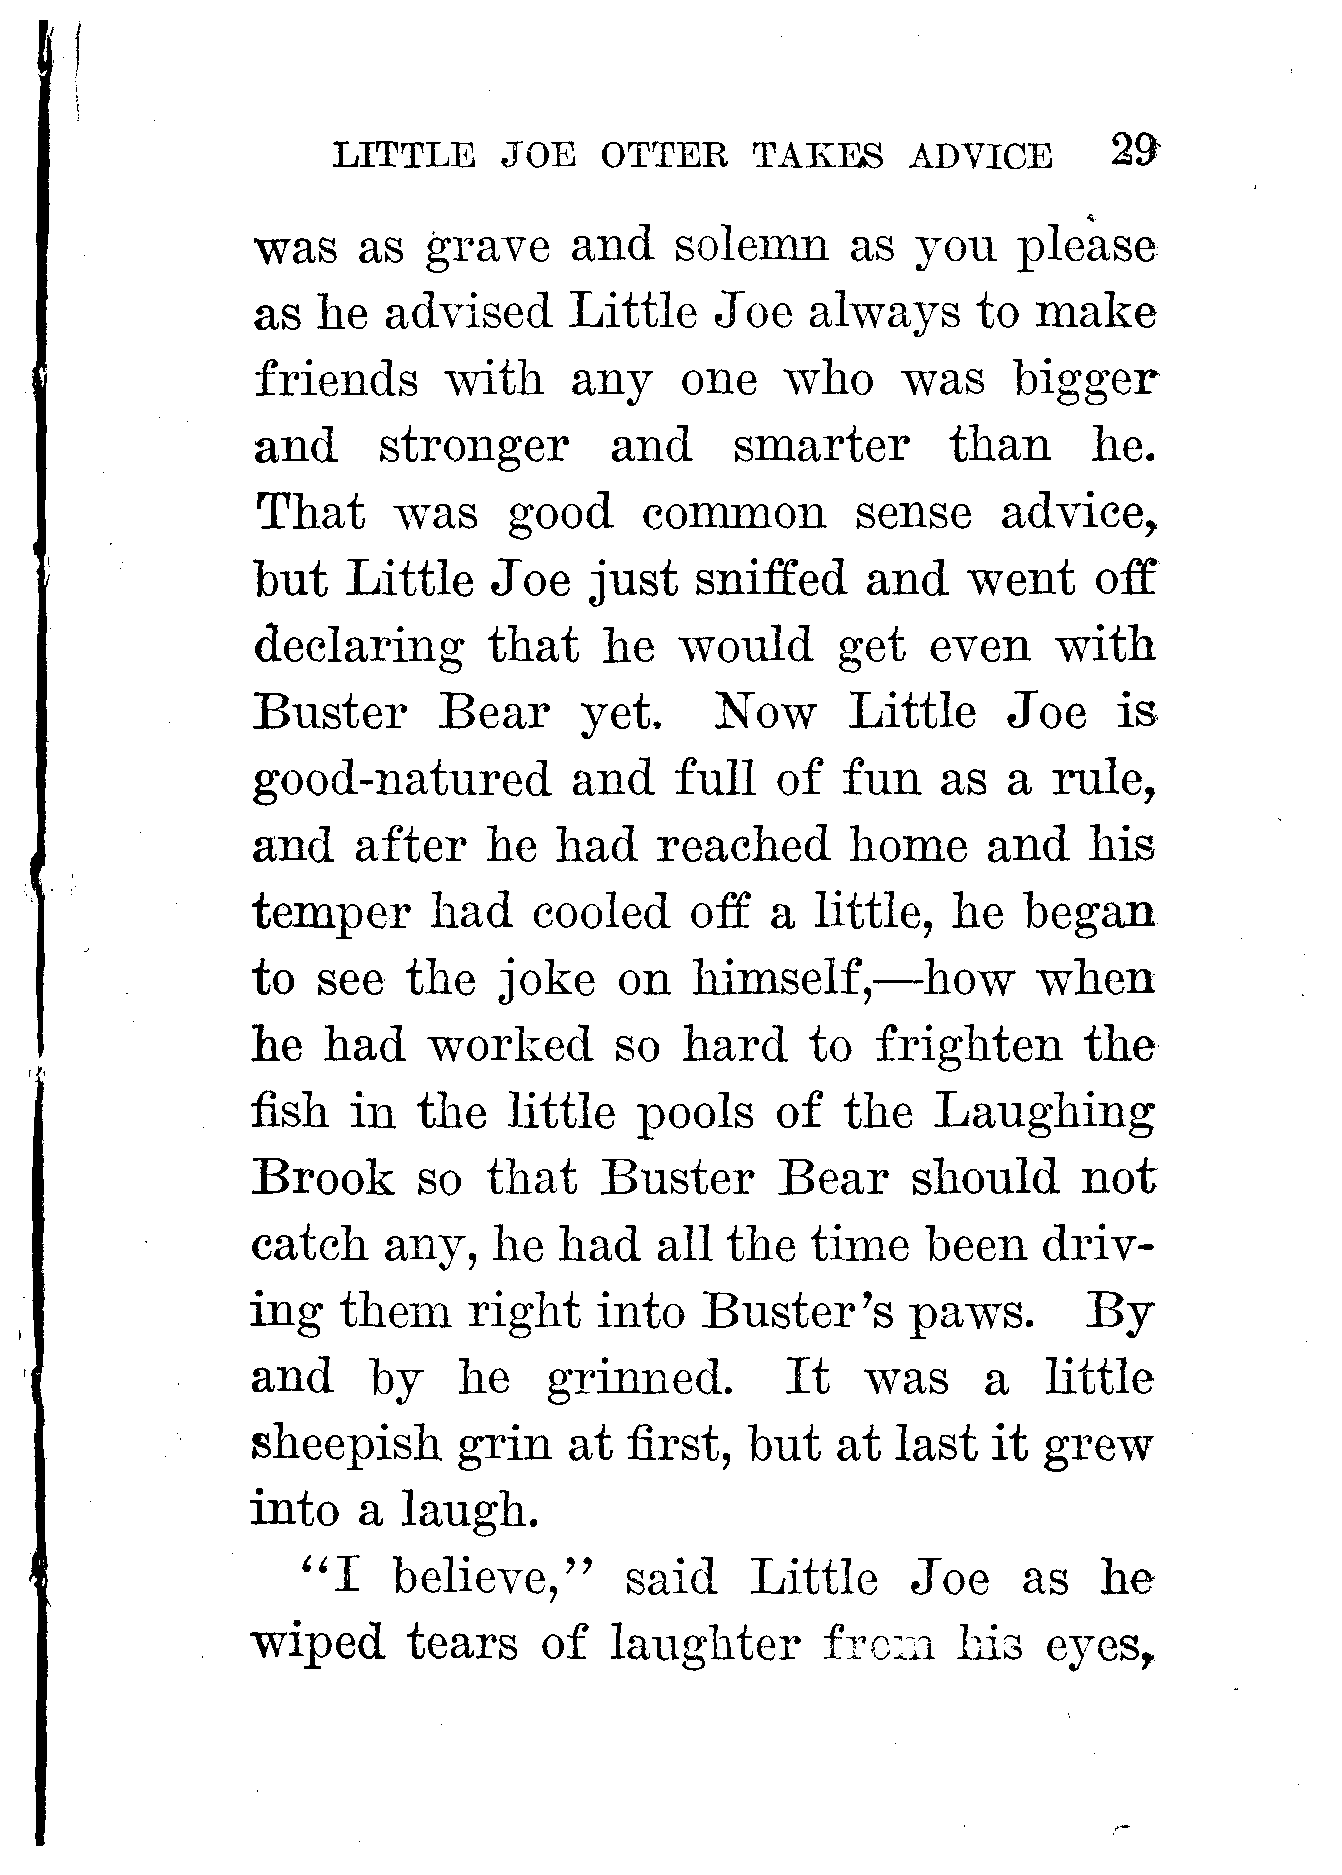 LITTLE JOE OTTER TAKES ADVICE 29
was as grave and solemn as you please
as he advised Little Joe always to make
friends with any one who was bigger
and stronger and smarter than he.
That was good common sense advice,
but Little Joe just sniffed and went off
declaring that he would get even with
Buster Bear yet. Now Little Joe is
good-natured and full of fun as a rule,
and after he had reached home and his
temper had cooled off a little, he began
to see the joke on himself,—how when
he had worked so hard to frighten the
fish in the little pools of the Laughing
Brook so that Buster Bear should not
catch any, he had all the time been driv-
ing them right into Buster's paws. By
and by he grinned. It was a little
sheepish grin at first, but at last it grew
into a laugh.
"I believe," said Little Joe as he
wiped tears of laughter from his eyes,